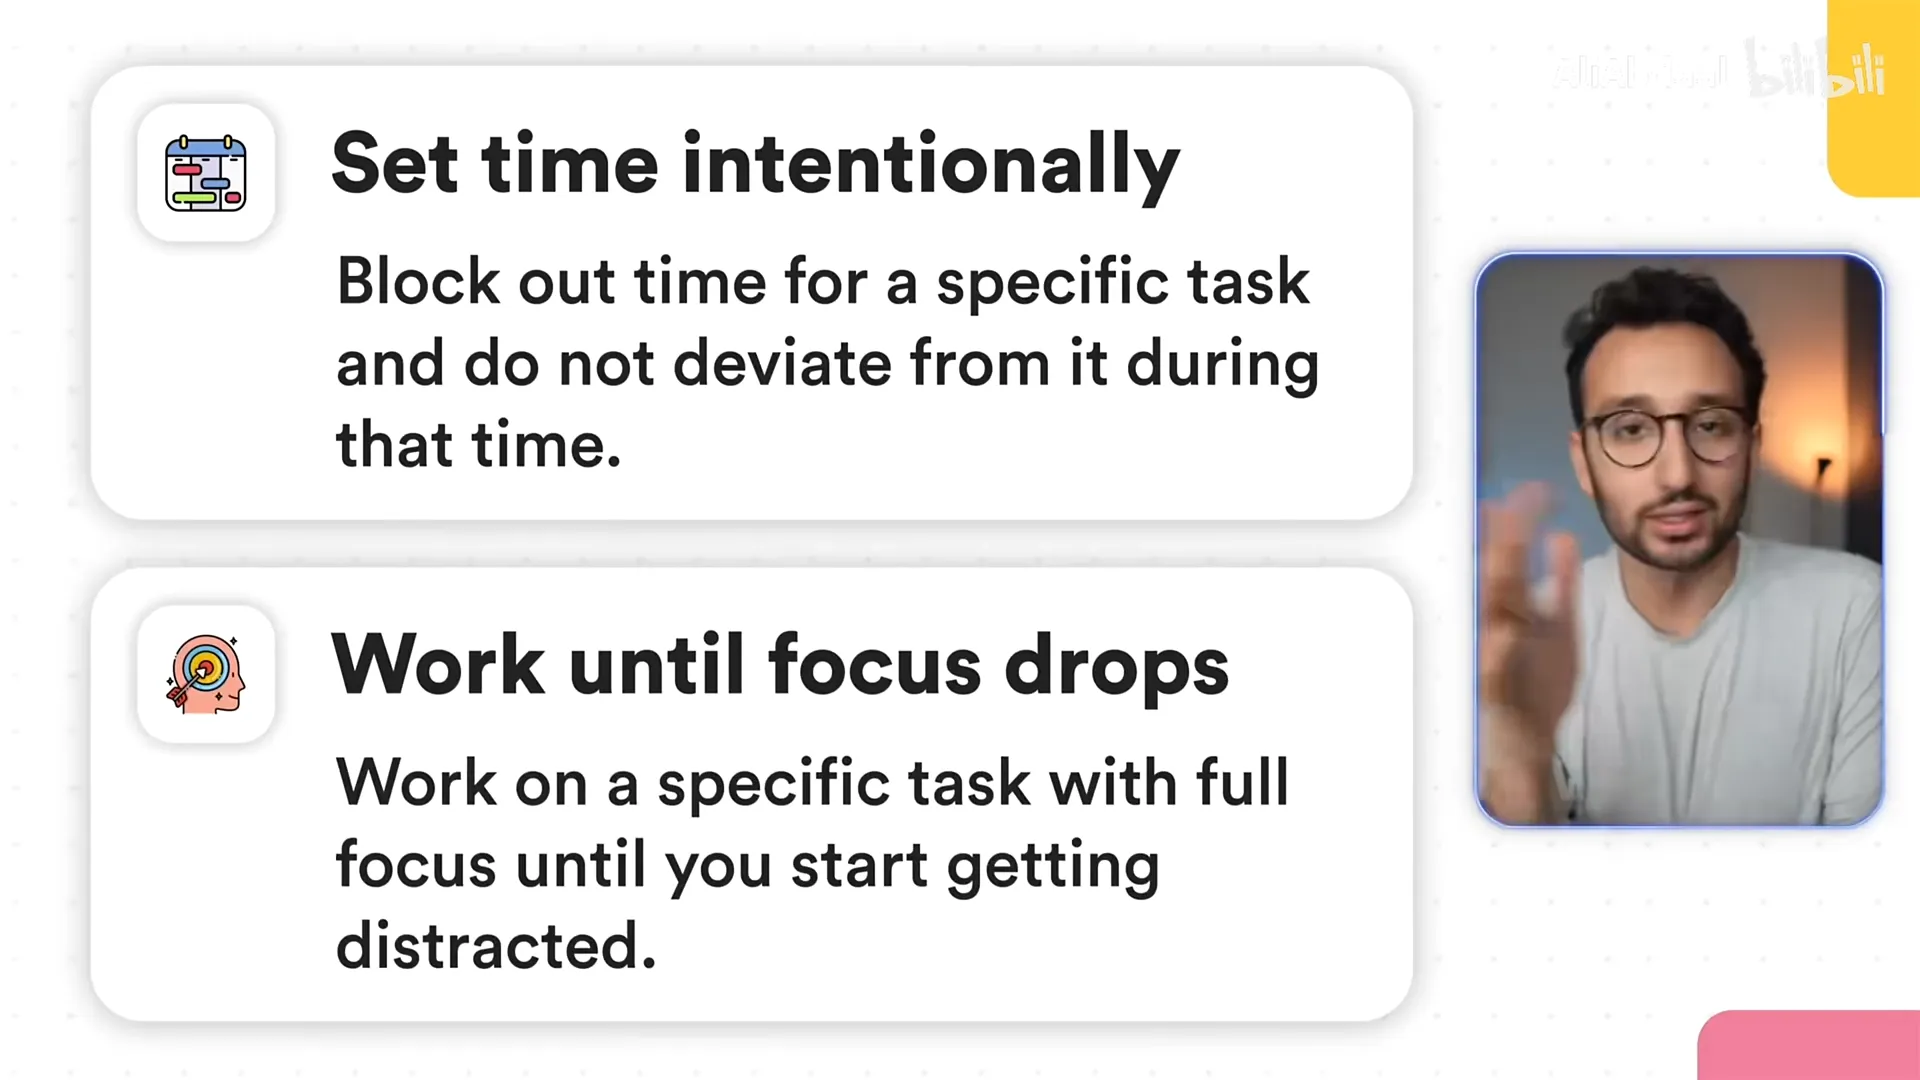 bilibili
Set time intentionally
Block out time for a specific task
and do not deviate from it during
that time.
Work until focus drops
Work on a specific task with full
focus until you start getting
distracted.